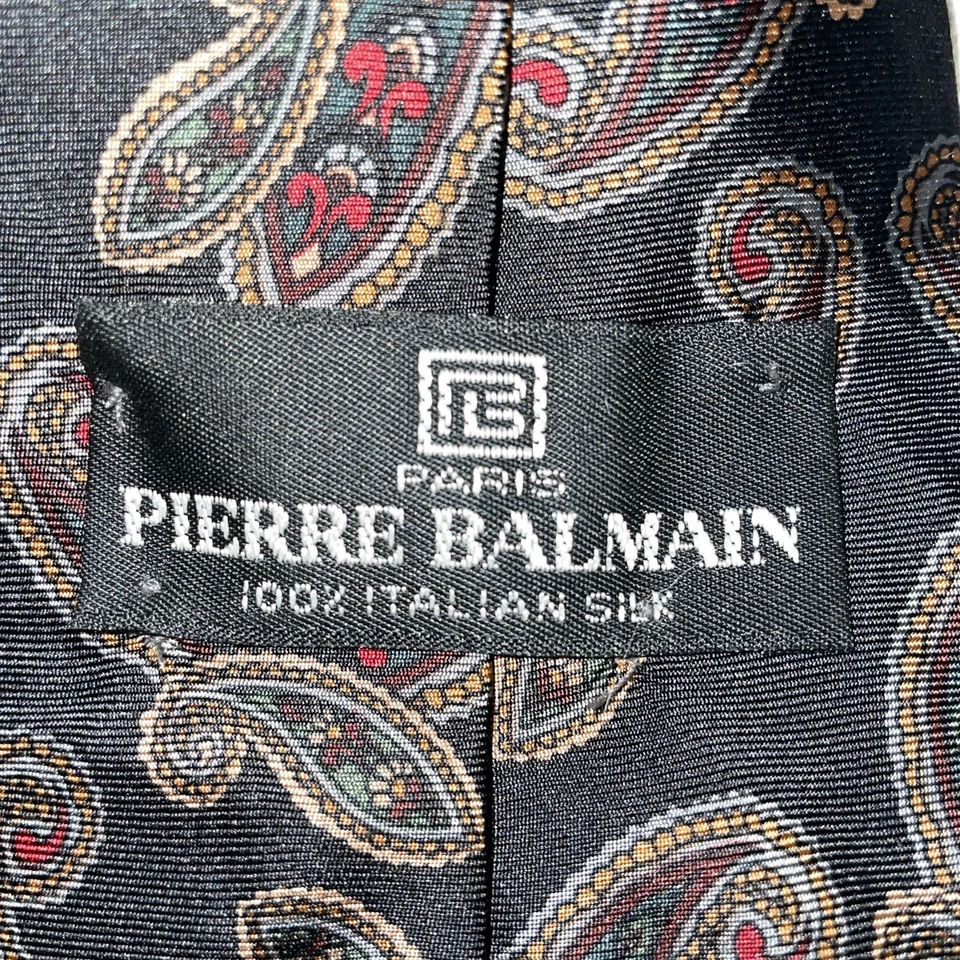 PB
PARIS
PIERRE BALMAIN
100% ITALIAN SILK